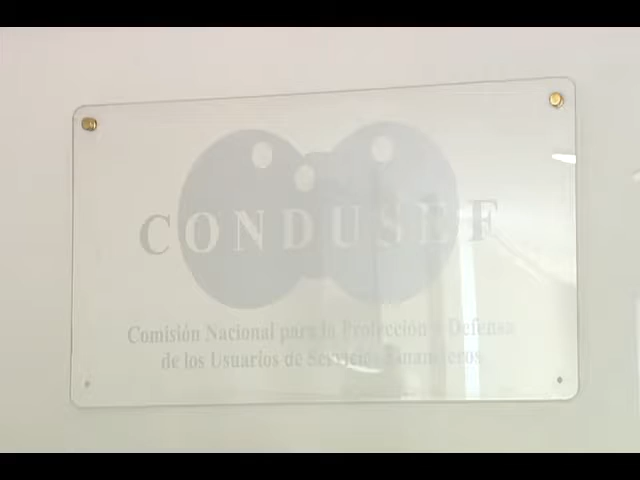 CONDUSEF
Comisión Nacional para la Protección y Defensa
de los Usuarios de Servicios Financieros